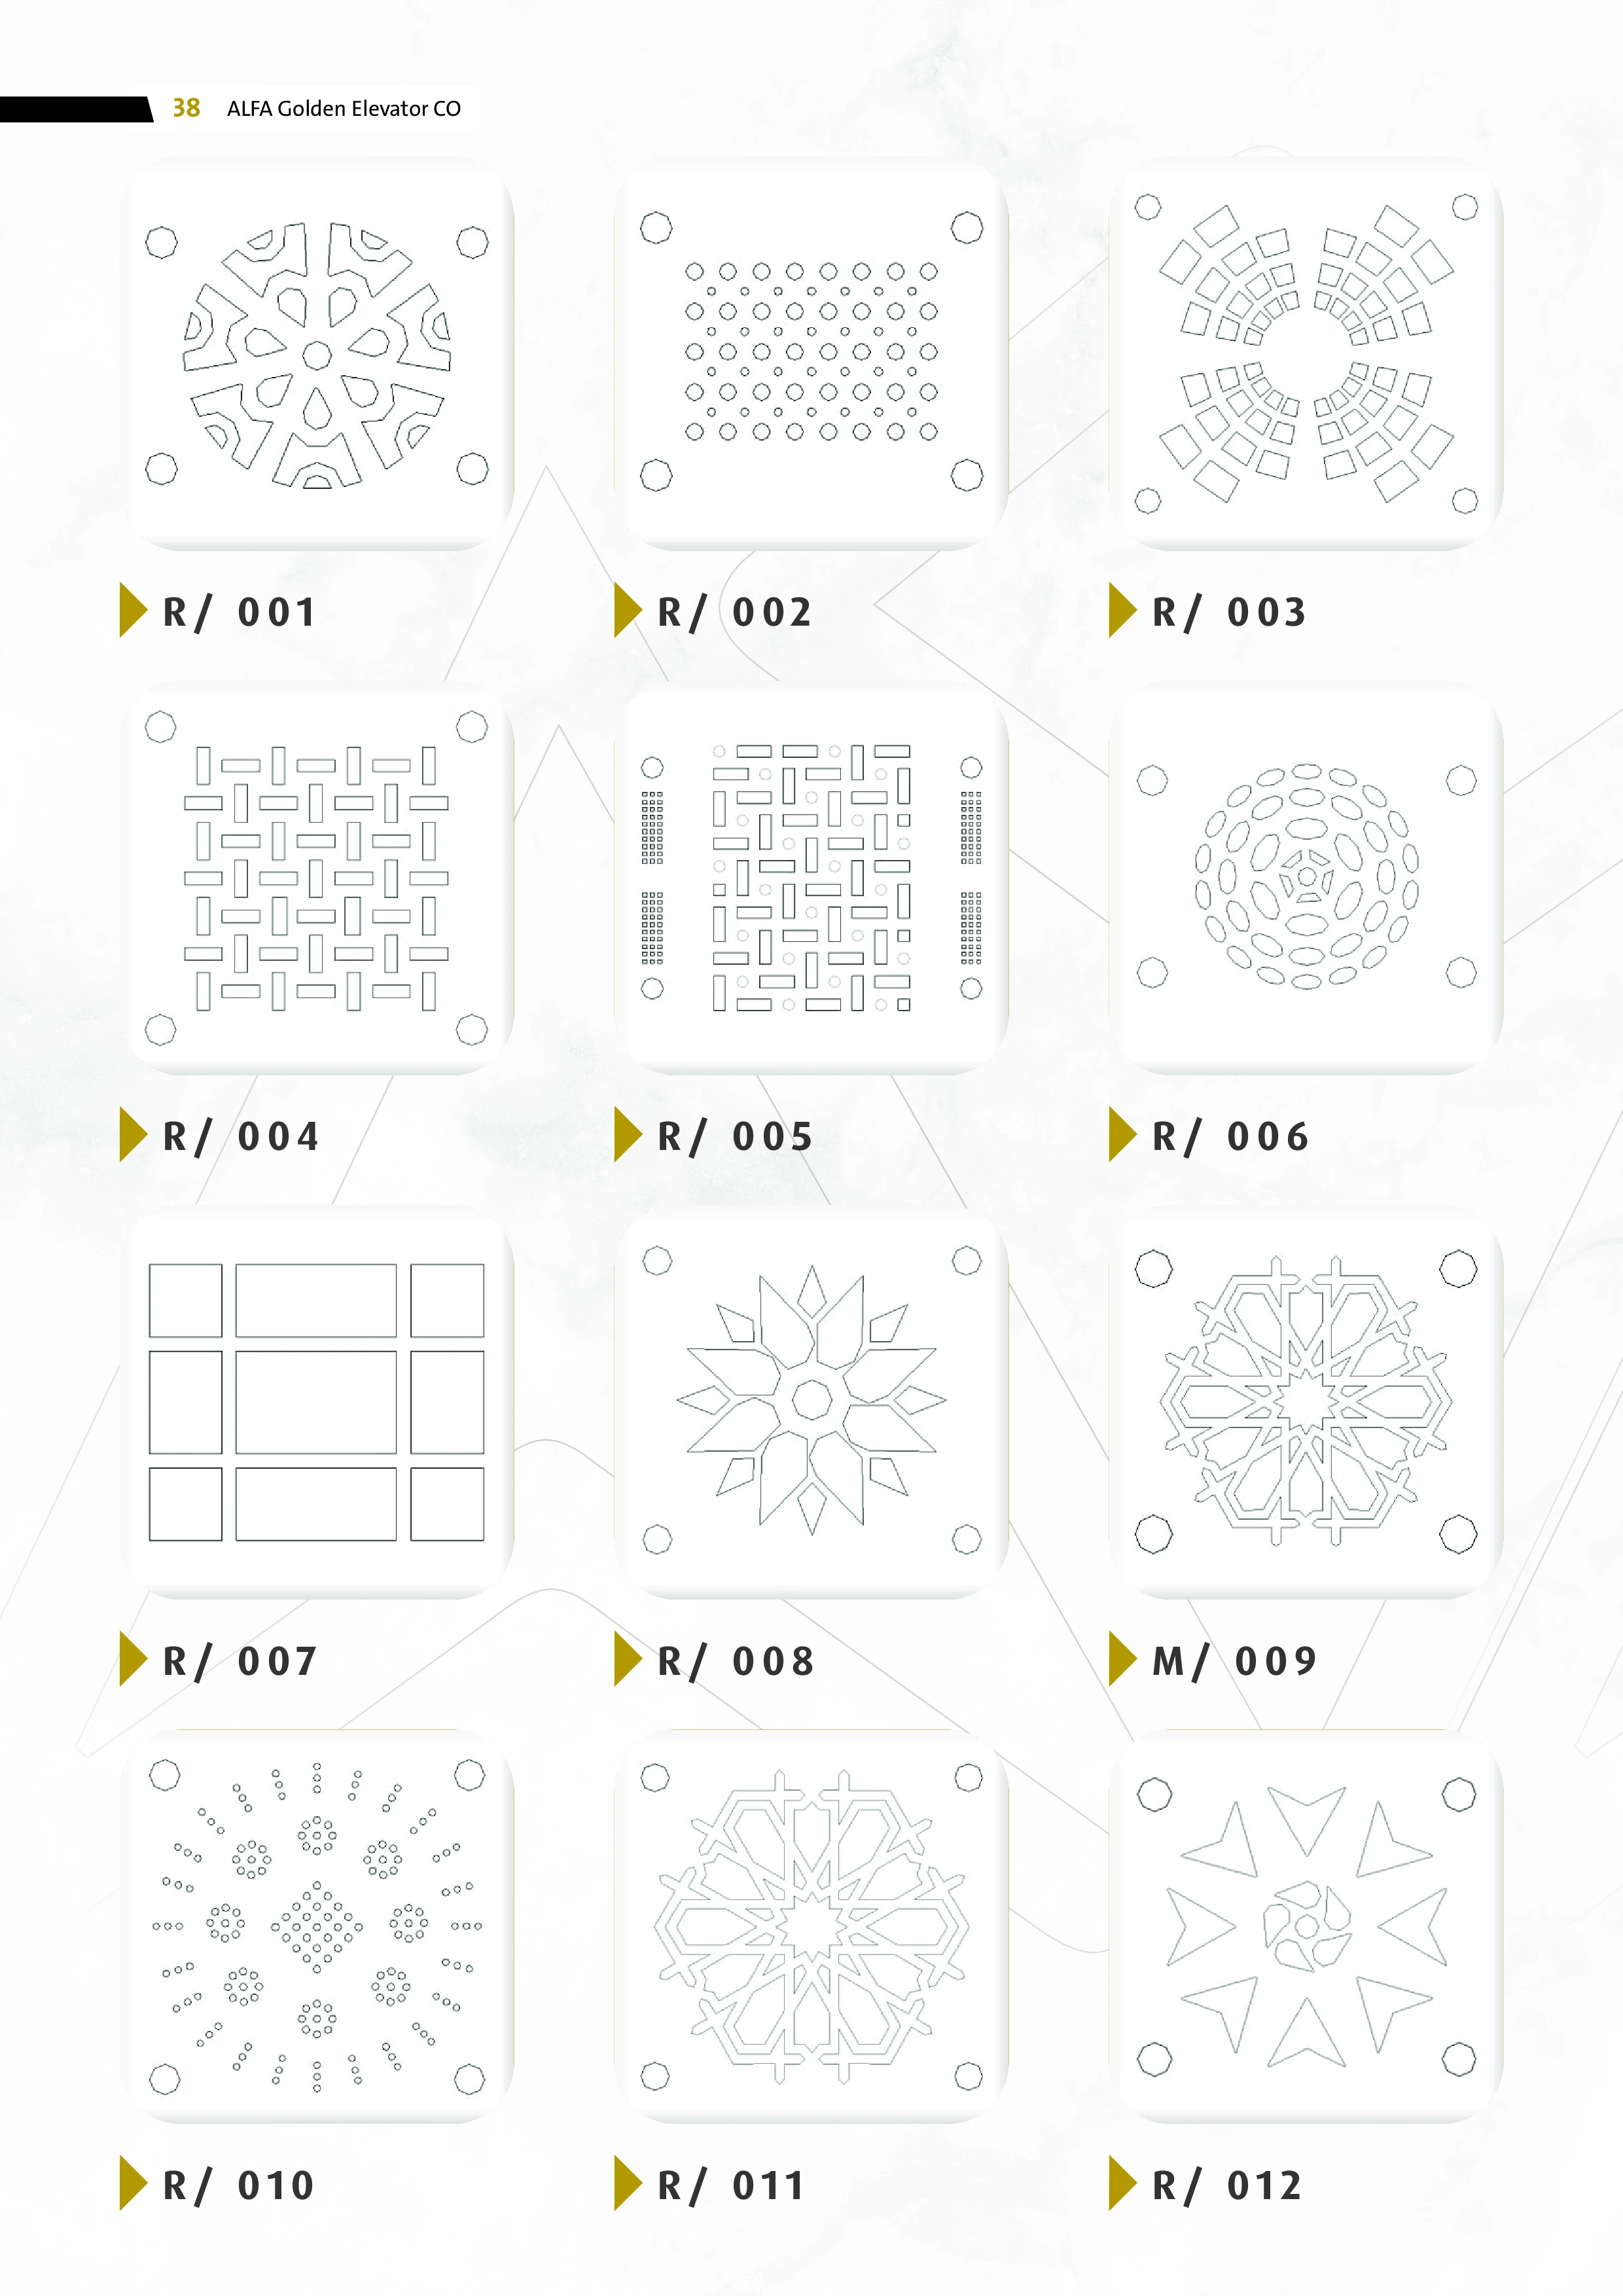 38 ALFA Golden Elevator CO
R/ 001
R/ 002
R/ 003
R/ 004
R/ 005
R/ 006
R/ 007
R/ 008
M/ 009
R/ 010
R/ 011
R/ 012